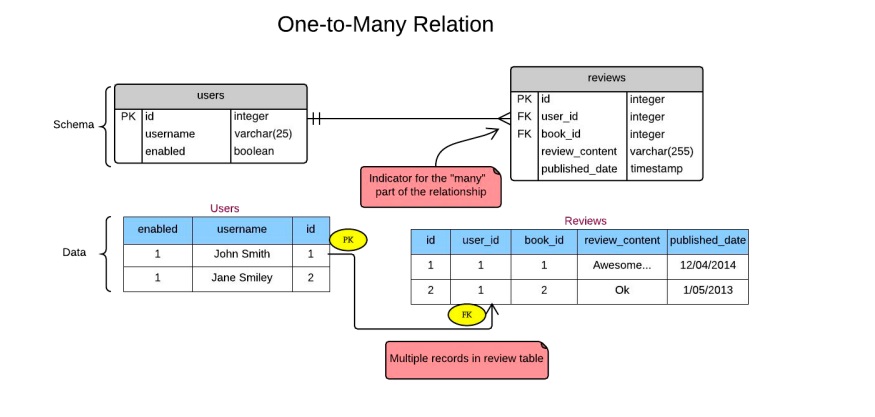 One-to-Many Relation
Schema
users
PK id integer
username varchar(25)
enabled boolean
reviews
PK id integer
FK user_id integer
FK book_id integer
review_content varchar(255)
published_date timestamp
Indicator for the "many"
part of the relationship
Data
Users
enabled username id
1 John Smith 1
1 Jane Smiley 2
PK
Reviews
id user_id book_id review_content published_date
1 1 1 Awesome... 12/04/2014
2 1 2 Ok 1/05/2013
FK
Multiple records in review table